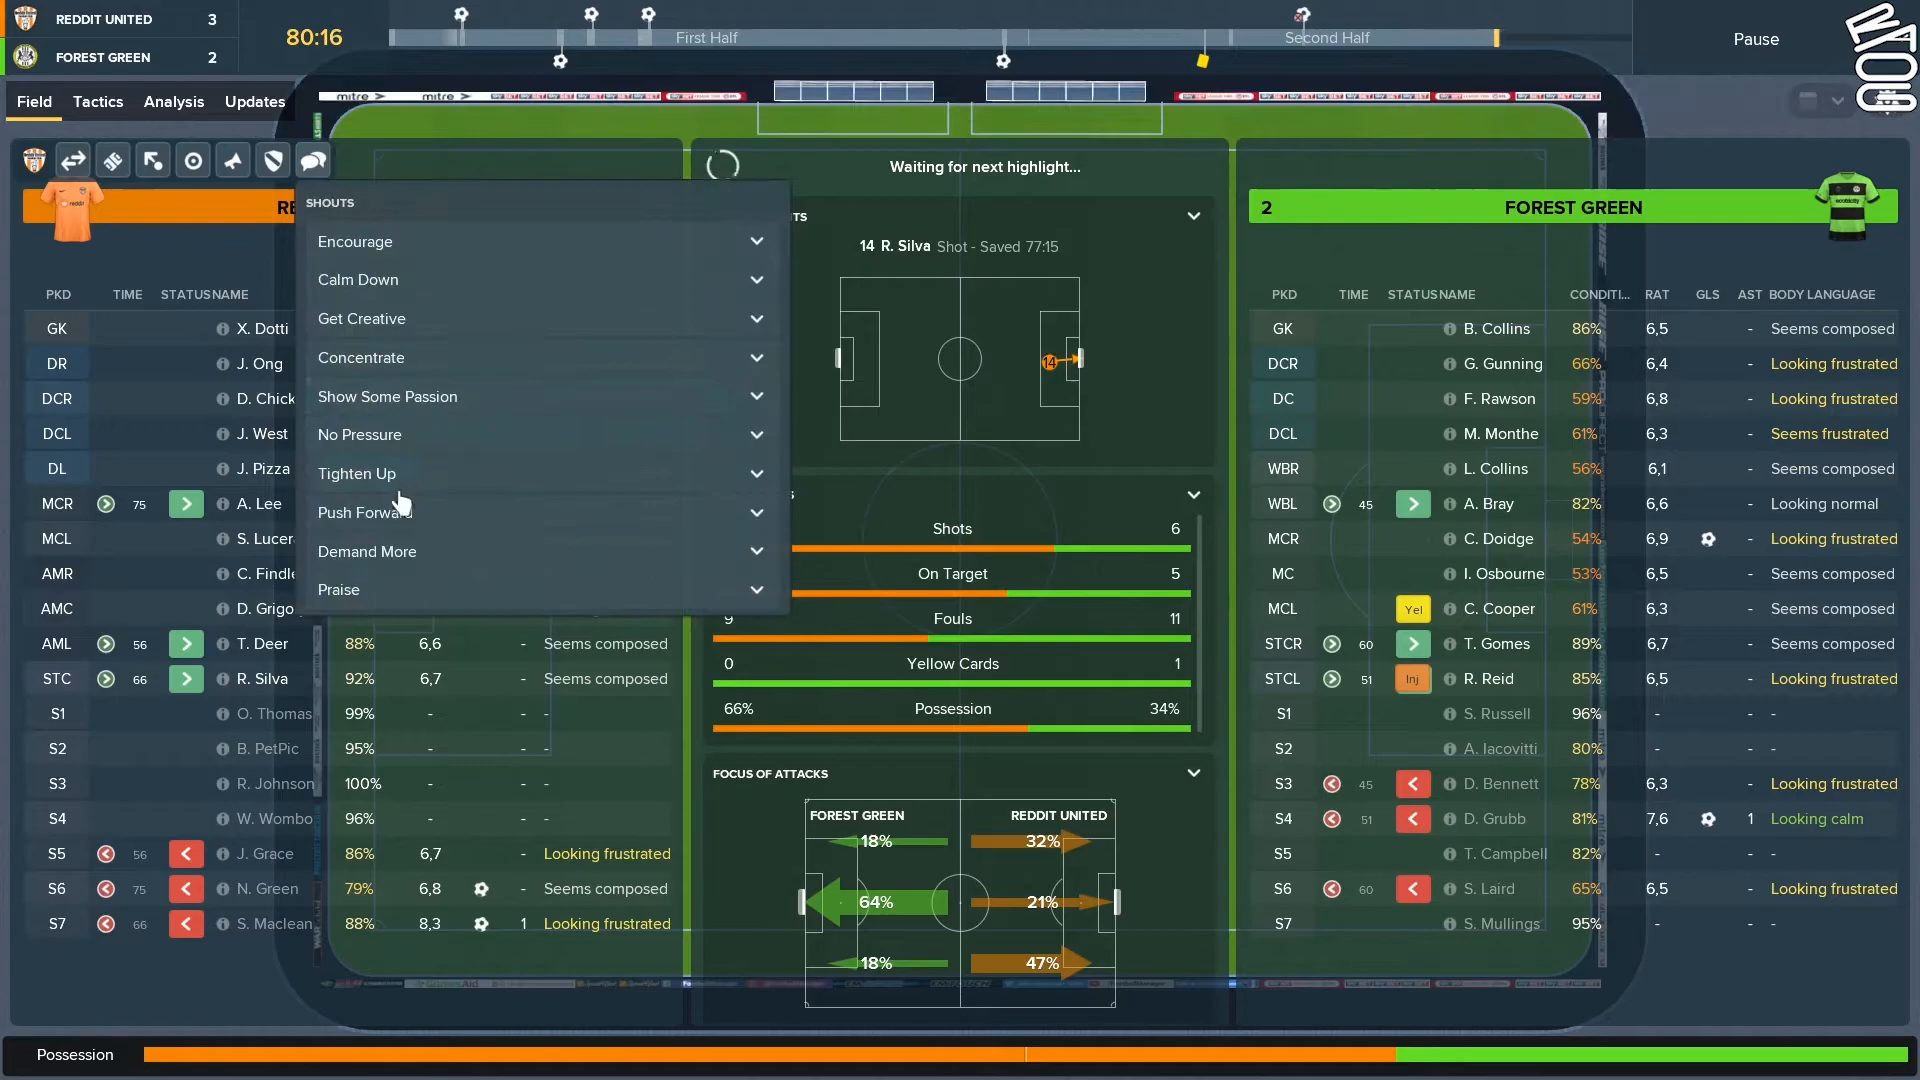 REDDIT UNITED 3
FOREST GREEN 2
80:16
First Half
Second Half
Pause
Field Tactics Analysis Updates
mitre mitre
Waiting for next highlight...
SHOUTS
Encourage
Calm Down
Get Creative
Concentrate
Show Some Passion
No Pressure
Tighten Up
Push Forward
Demand More
Praise
PKD TIME STATUS NAME
GK X. Dotti
DR J. Ong
DCR D. Chick
DCL J. West
DL J. Pizza
MCR 75 A. Lee
MCL S. Lucer
AMR C. Findle
AMC D. Grigo
AML 56 T. Deer 88% 6,6 - Seems composed
STC 66 R. Silva 92% 6,7 - Seems composed
S1 O. Thomas 99% - - -
S2 B. PetPic 95% - - -
S3 R. Johnson 100% - - -
S4 W. Wombo 96% - - -
S5 56 J. Grace 86% 6,7 - Looking frustrated
S6 75 N. Green 79% 6,8 - Seems composed
S7 66 S. Maclean 88% 8,3 1 Looking frustrated
TS
14 R. Silva Shot - Saved 77:15
14
S
Shots 6
On Target 5
9 Fouls 11
0 Yellow Cards 1
66% Possession 34%
FOCUS OF ATTACKS
FOREST GREEN REDDIT UNITED
18% 32%
64% 21%
18% 47%
2 FOREST GREEN
PKD TIME STATUS NAME CONDITI... RAT GLS AST BODY LANGUAGE
GK B. Collins 86% 6,5 - Seems composed
DCR G. Gunning 66% 6,4 - Looking frustrated
DC F. Rawson 59% 6,8 - Looking frustrated
DCL M. Monthe 61% 6,3 - Seems frustrated
WBR L. Collins 56% 6,1 - Seems composed
WBL 45 A. Bray 82% 6,6 - Looking normal
MCR C. Doidge 54% 6,9 - Looking frustrated
MC I. Osbourne 53% 6,5 - Seems composed
MCL Yel C. Cooper 61% 6,3 - Seems composed
STCR 60 T. Gomes 89% 6,7 - Seems composed
STCL 51 Inj R. Reid 85% 6,5 - Looking frustrated
S1 S. Russell 96% - - -
S2 A. Iacovitti 80% - - -
S3 45 D. Bennett 78% 6,3 - Looking frustrated
S4 51 D. Grubb 81% 7,6 1 Looking calm
S5 T. Campbell 82% - - -
S6 60 S. Laird 65% 6,5 - Looking frustrated
S7 S. Mullings 95% - - -
Possession